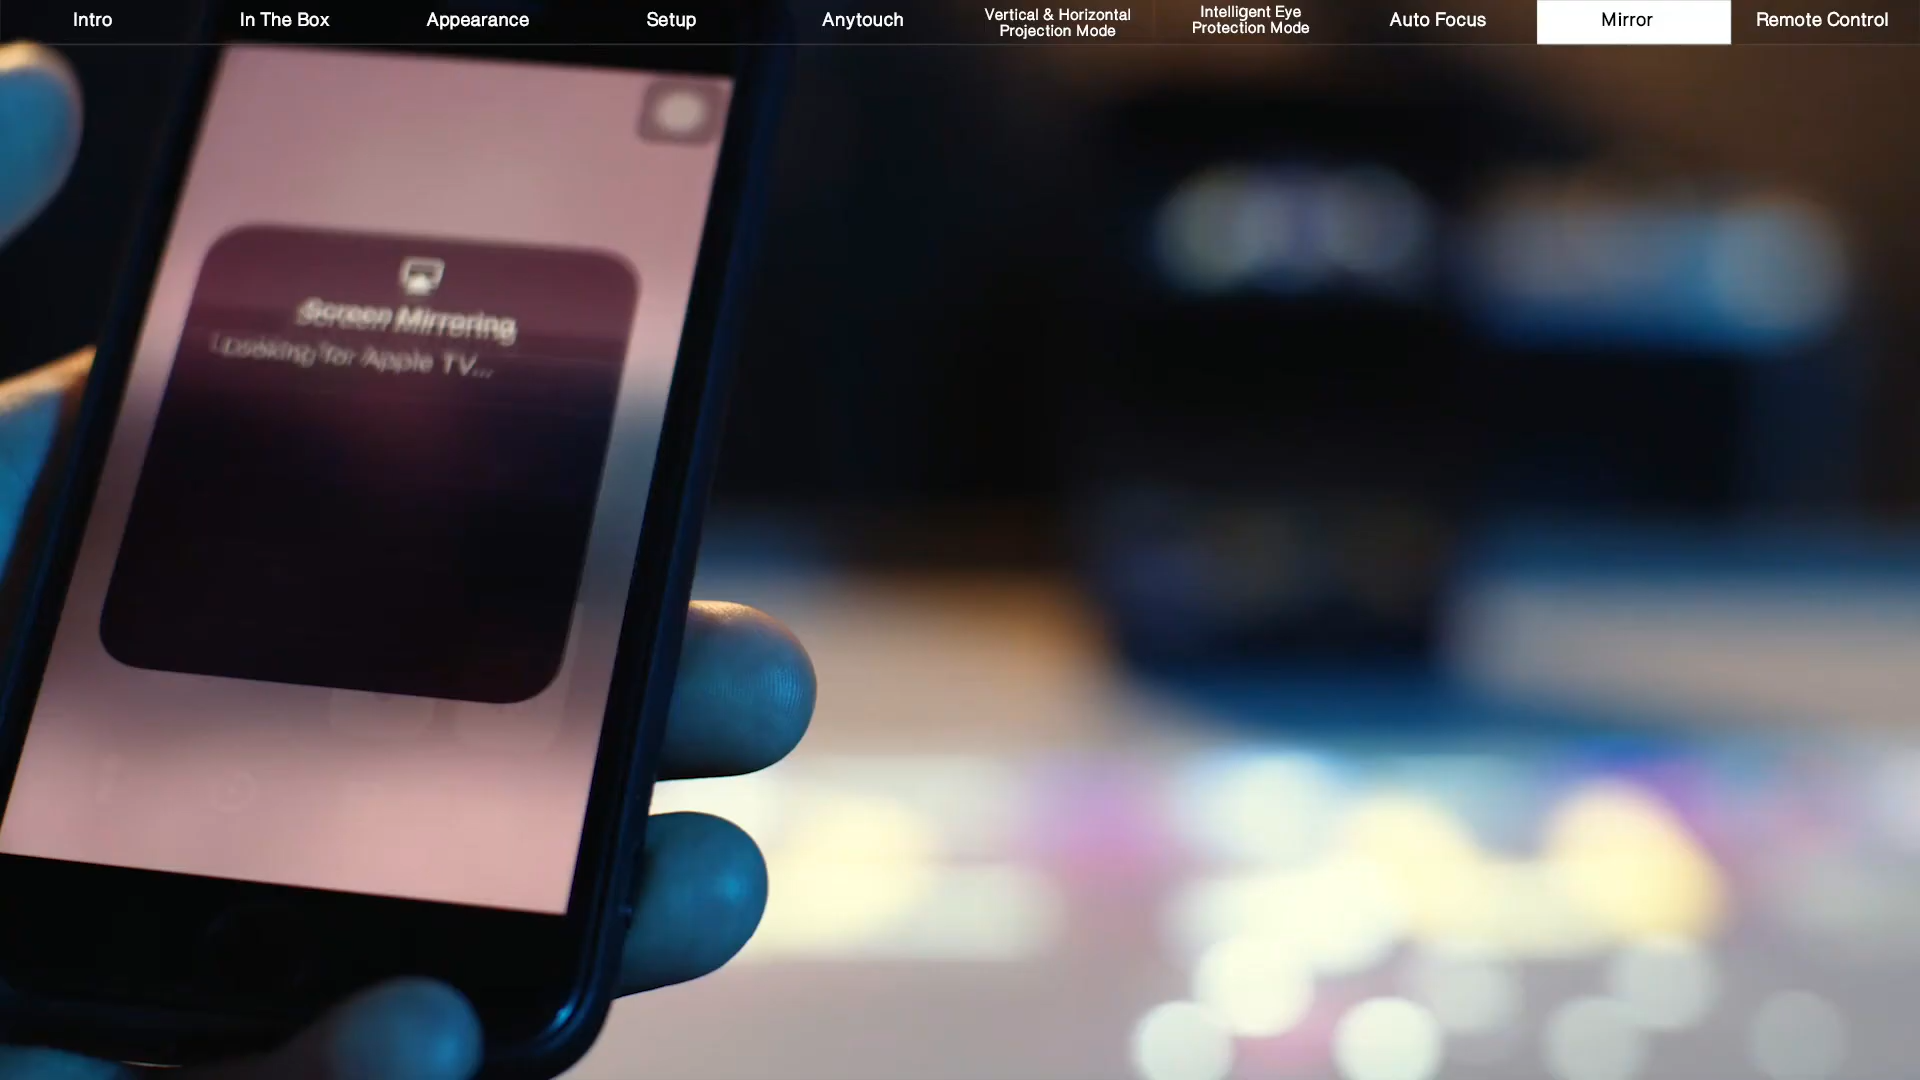 Intro
In The Box
Appearance
Setup
Anytouch
Vertical & Horizontal
Projection Mode
Intelligent Eye
Protection Mode
Auto Focus
Mirror
Remote Control
Screen Mirroring
Looking for Apple TV...